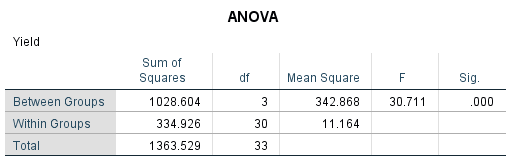 ANOVA
Yield
Sum of Squares df Mean Square F Sig.
Between Groups 1028.604 3 342.868 30.711 .000
Within Groups 334.926 30 11.164
Total 1363.529 33